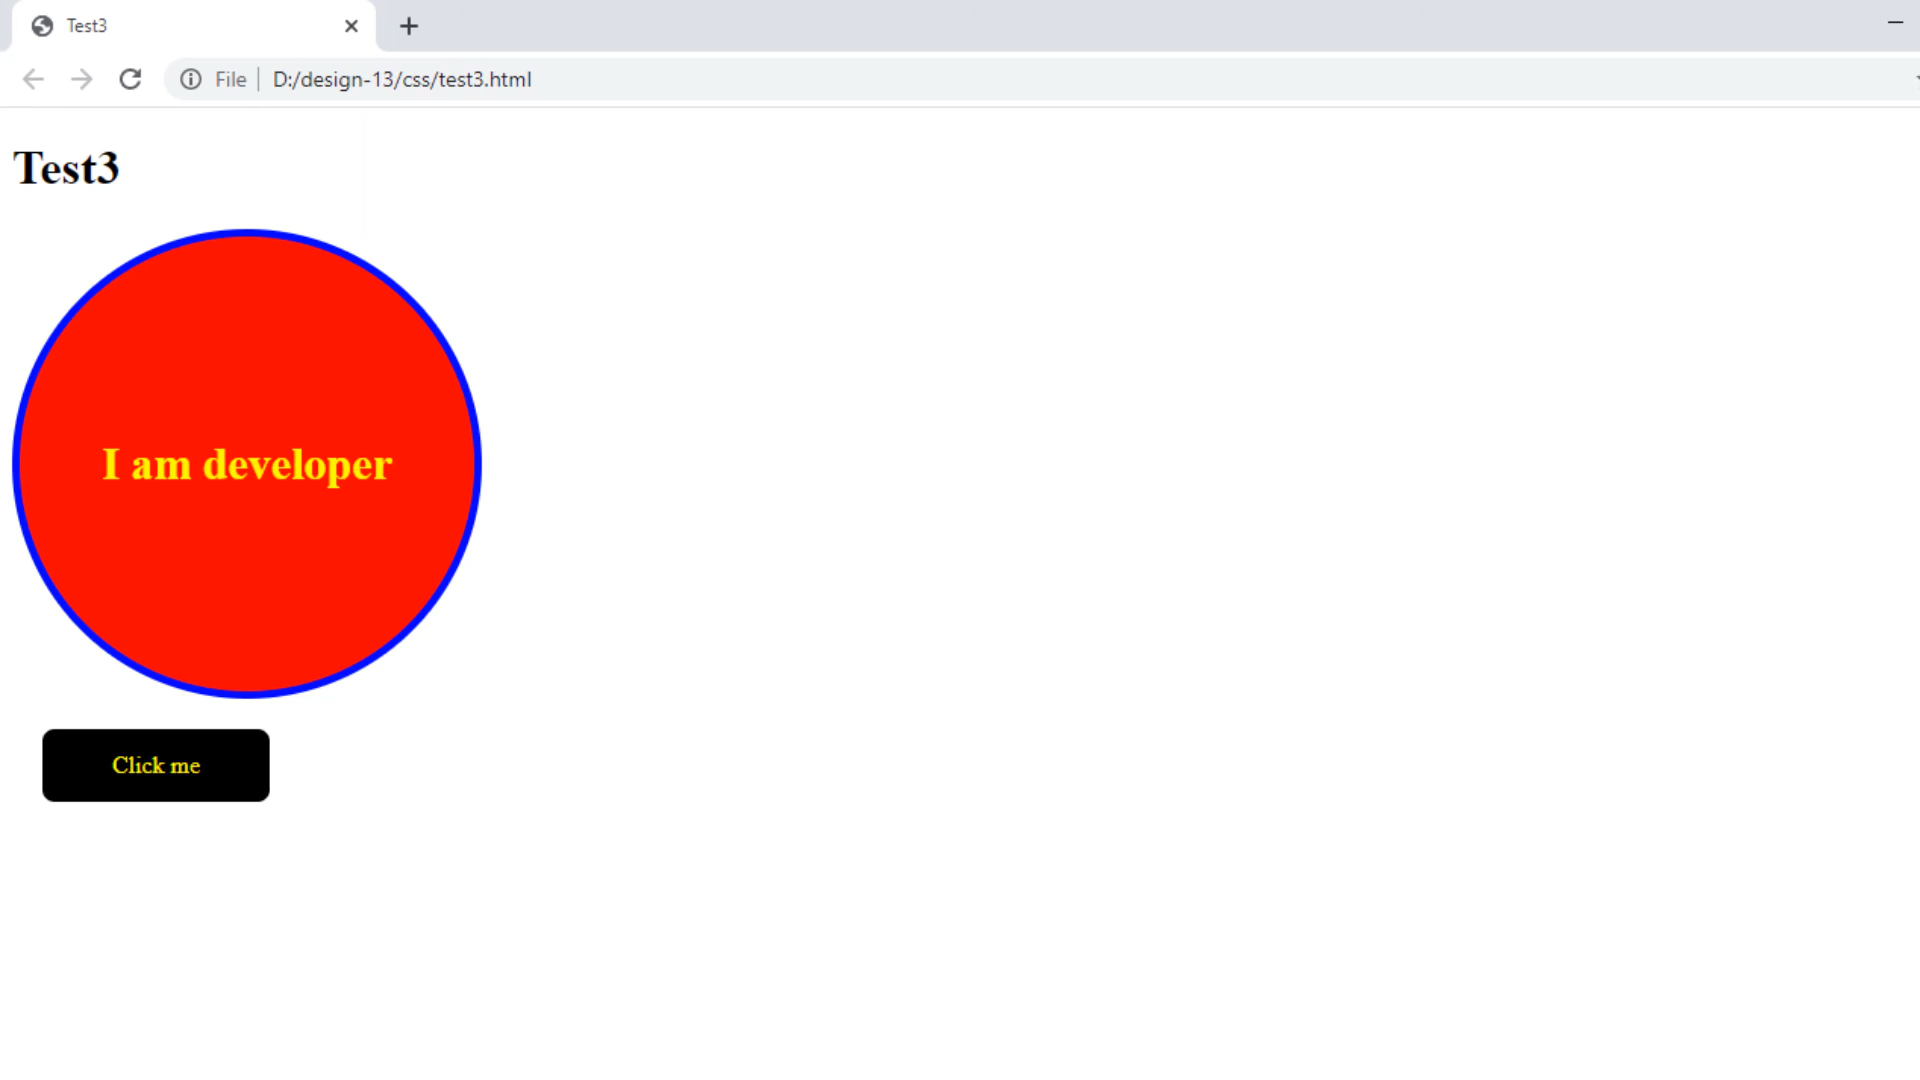 Test3
File D:/design-13/css/test3.html
Test3
I am developer
Click me